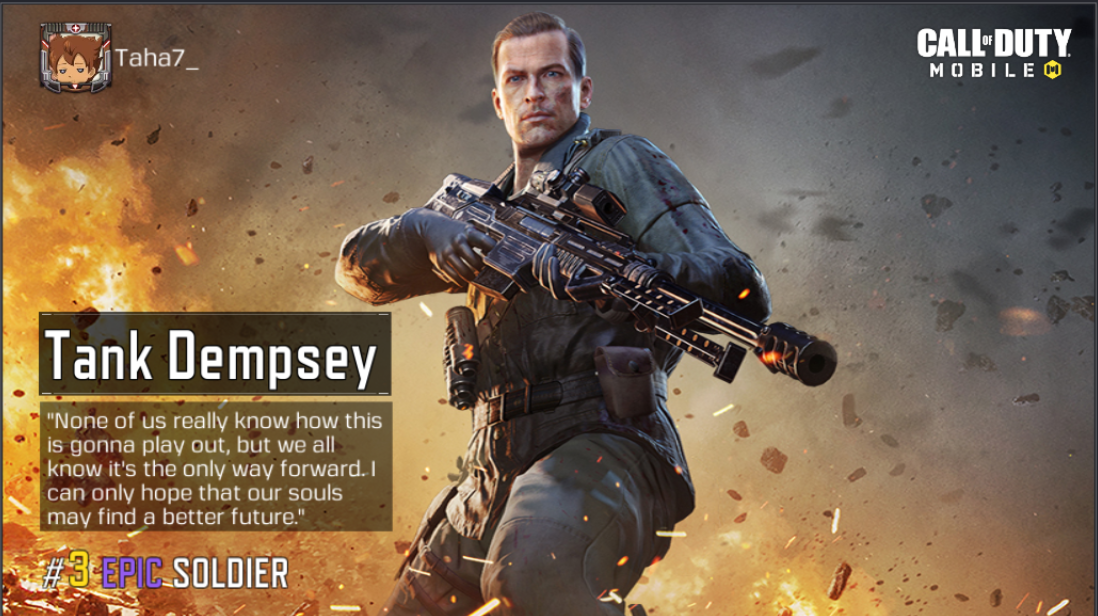 Taha7_
CALL OF DUTY
MOBILE
Tank Dempsey
"None of us really know how this
is gonna play out, but we all
know it's the only way forward. I
can only hope that our souls
may find a better future."
#3 EPIC SOLDIER